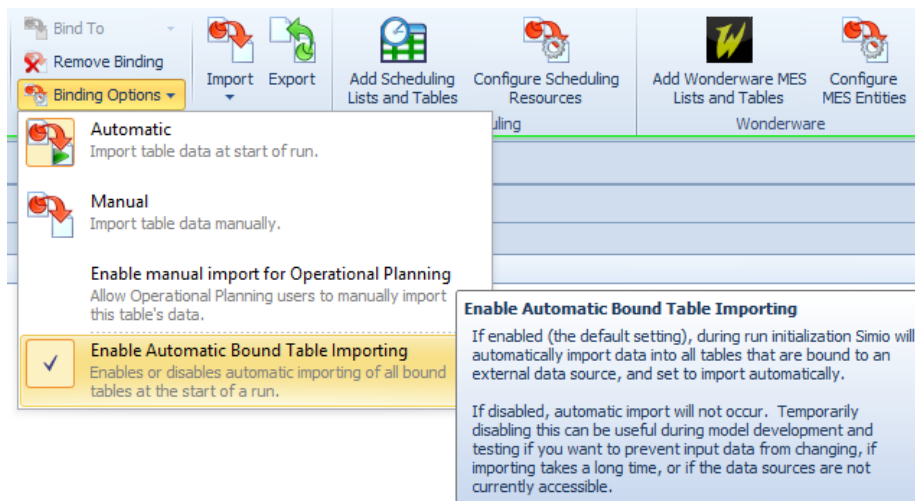 Bind To
Remove Binding
Binding Options
Import
Export
Add Scheduling
Lists and Tables
Configure Scheduling
Resources
Add Wonderware MES
Lists and Tables
Configure
MES Entities
uling
Wonderware
Automatic
Import table data at start of run.
Manual
Import table data manually.
Enable manual import for Operational Planning
Allow Operational Planning users to manually import
this table's data.
Enable Automatic Bound Table Importing
Enables or disables automatic importing of all bound
tables at the start of a run.
Enable Automatic Bound Table Importing
If enabled (the default setting), during run initialization Simio will
automatically import data into all tables that are bound to an
external data source, and set to import automatically.
If disabled, automatic import will not occur. Temporarily
disabling this can be useful during model development and
testing if you want to prevent input data from changing, if
importing takes a long time, or if the data sources are not
currently accessible.